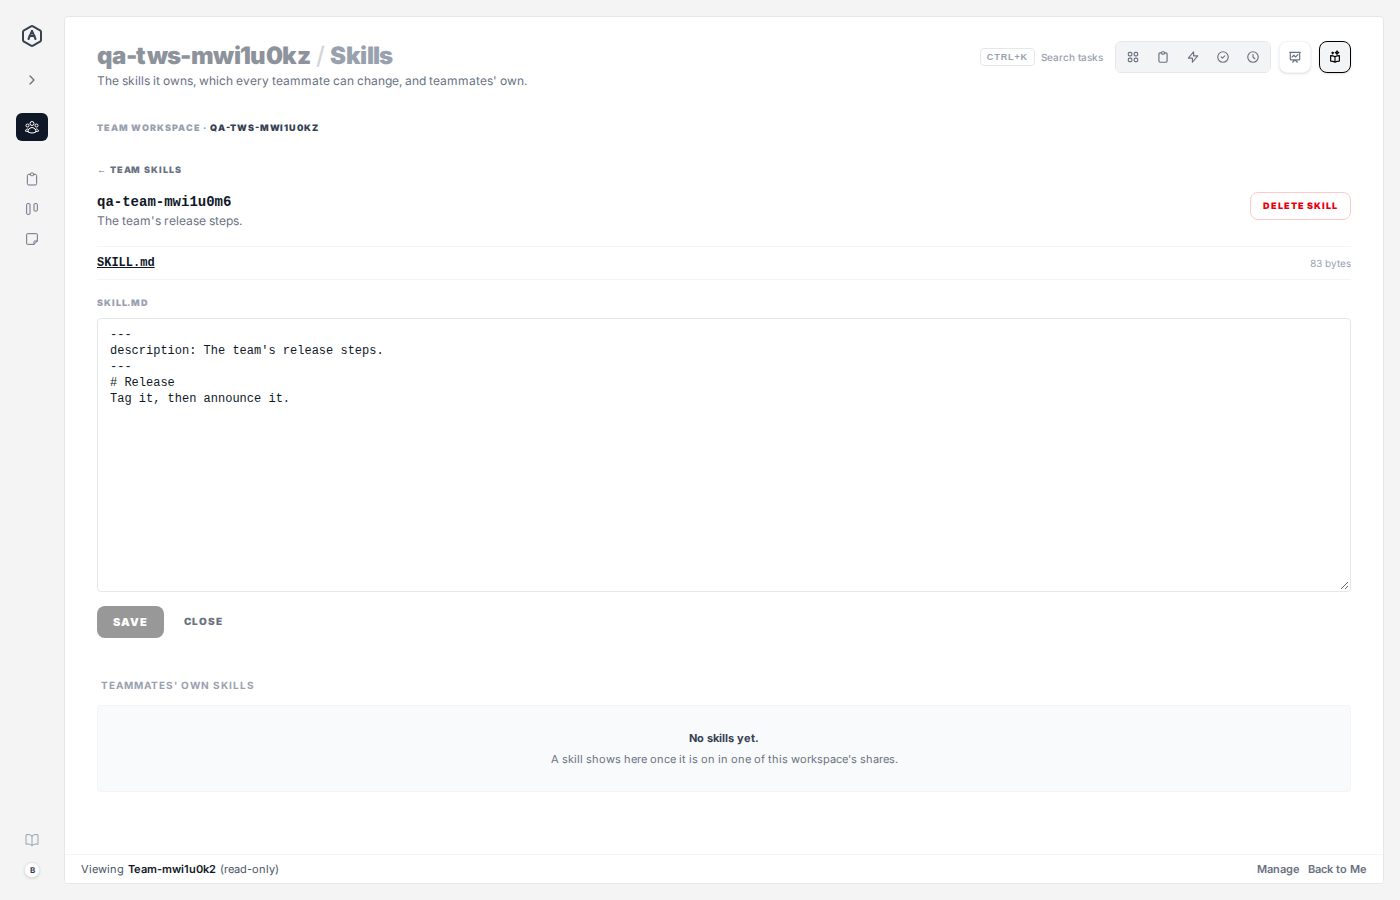 qa-tws-mwi1u0kz / Skills
The skills it owns, which every teammate can change, and teammates' own.
CTRL+K Search tasks
TEAM WORKSPACE · QA-TWS-MWI1U0KZ
← TEAM SKILLS
qa-team-mwi1u0m6
The team's release steps.
DELETE SKILL
SKILL.md
83 bytes
SKILL.MD
---
description: The team's release steps.
---
# Release
Tag it, then announce it.
SAVE CLOSE
TEAMMATES' OWN SKILLS
No skills yet.
A skill shows here once it is on in one of this workspace's shares.
B
Viewing Team-mwi1u0k2 (read-only)
Manage Back to Me